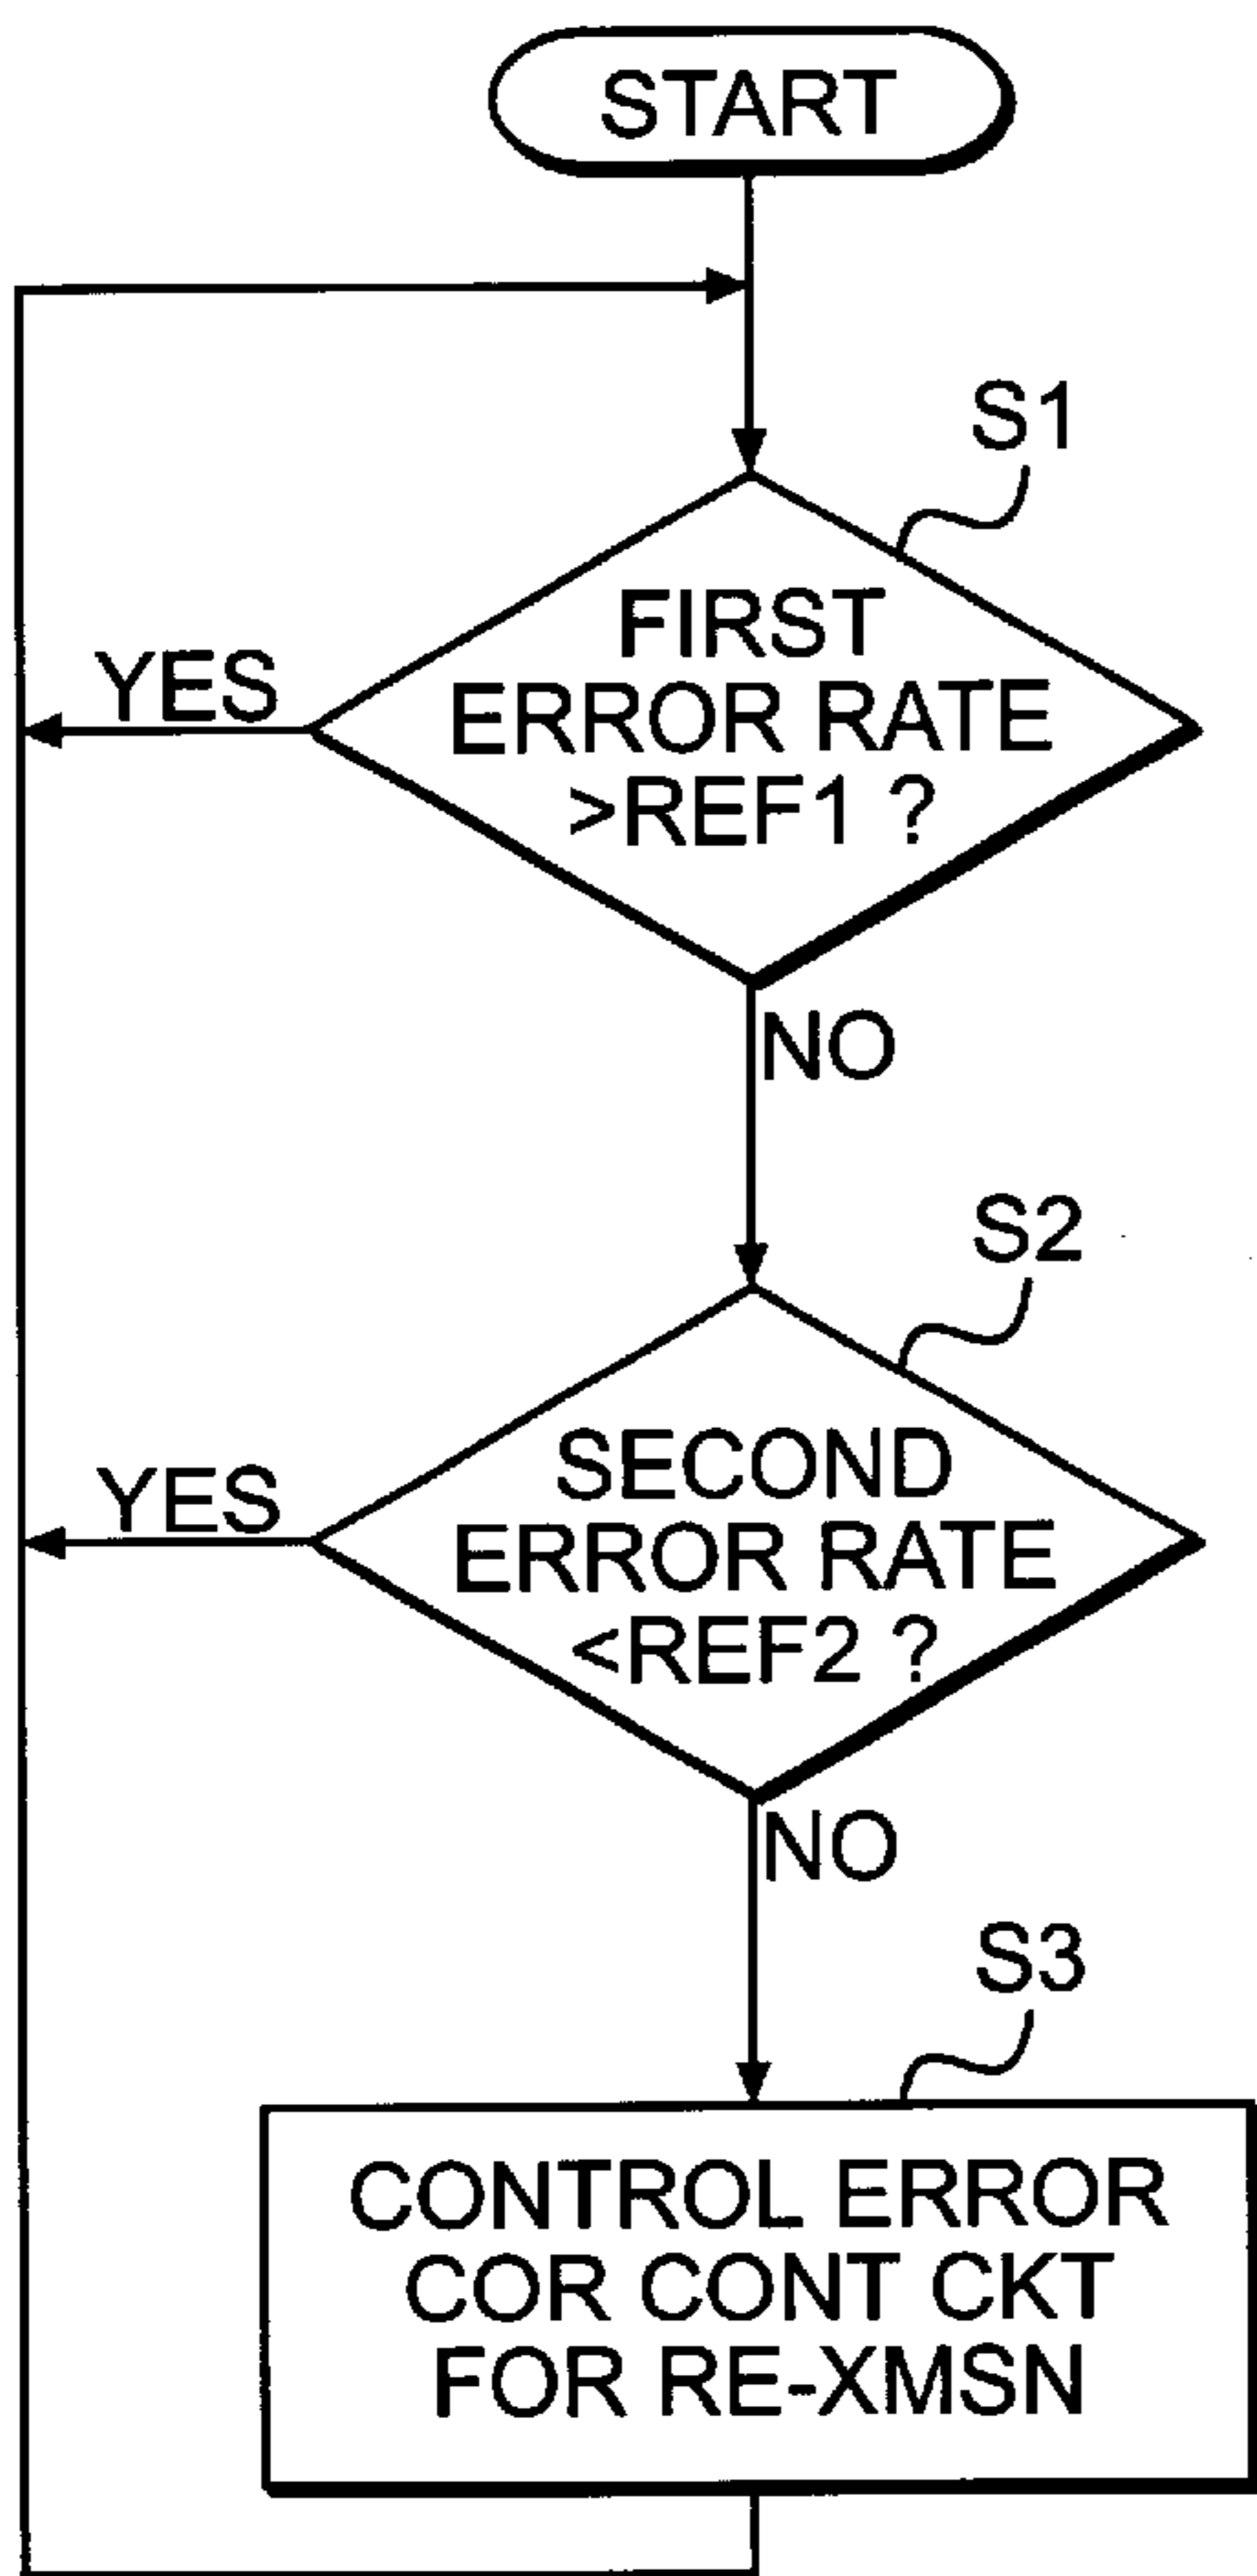 START
S1
FIRST
ERROR RATE
>REF1 ?
YES
NO
S2
SECOND
ERROR RATE
<REF2 ?
YES
NO
S3
CONTROL ERROR
COR CONT CKT
FOR RE-XMSN